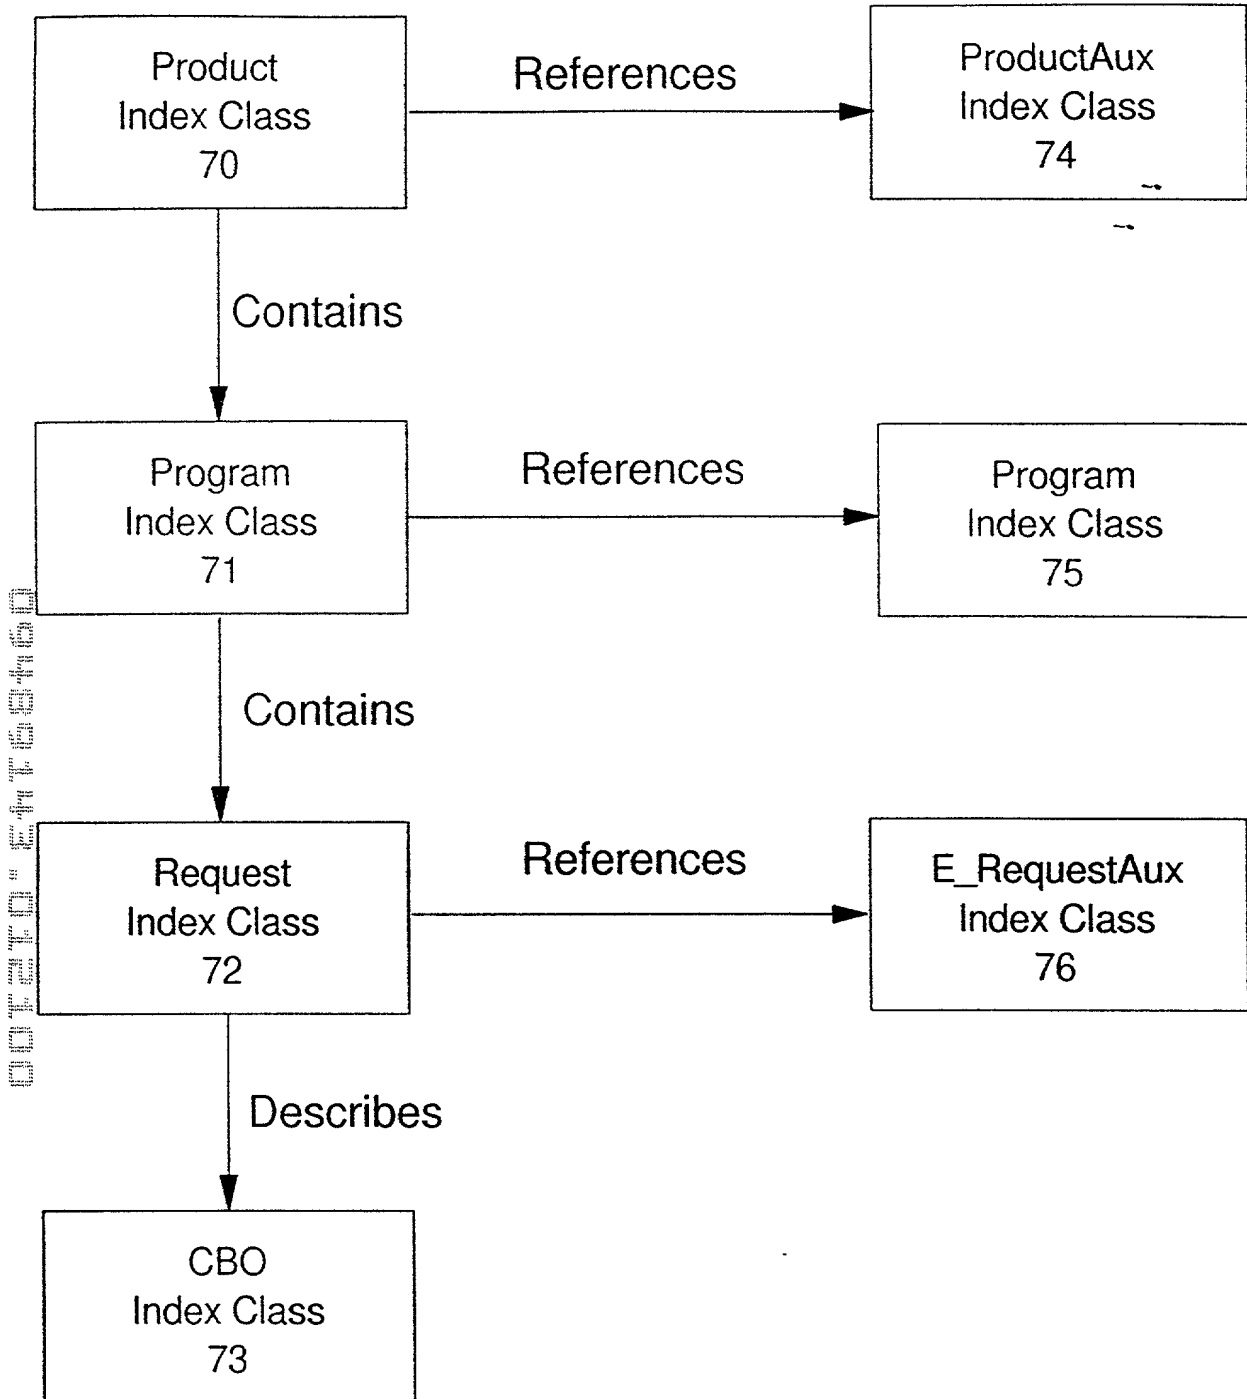 Product
Index Class
70
References
ProductAux
Index Class
74
Contains
Program
Index Class
71
References
Program
Index Class
75
Contains
Request
Index Class
72
References
E_RequestAux
Index Class
76
Describes
CBO
Index Class
73